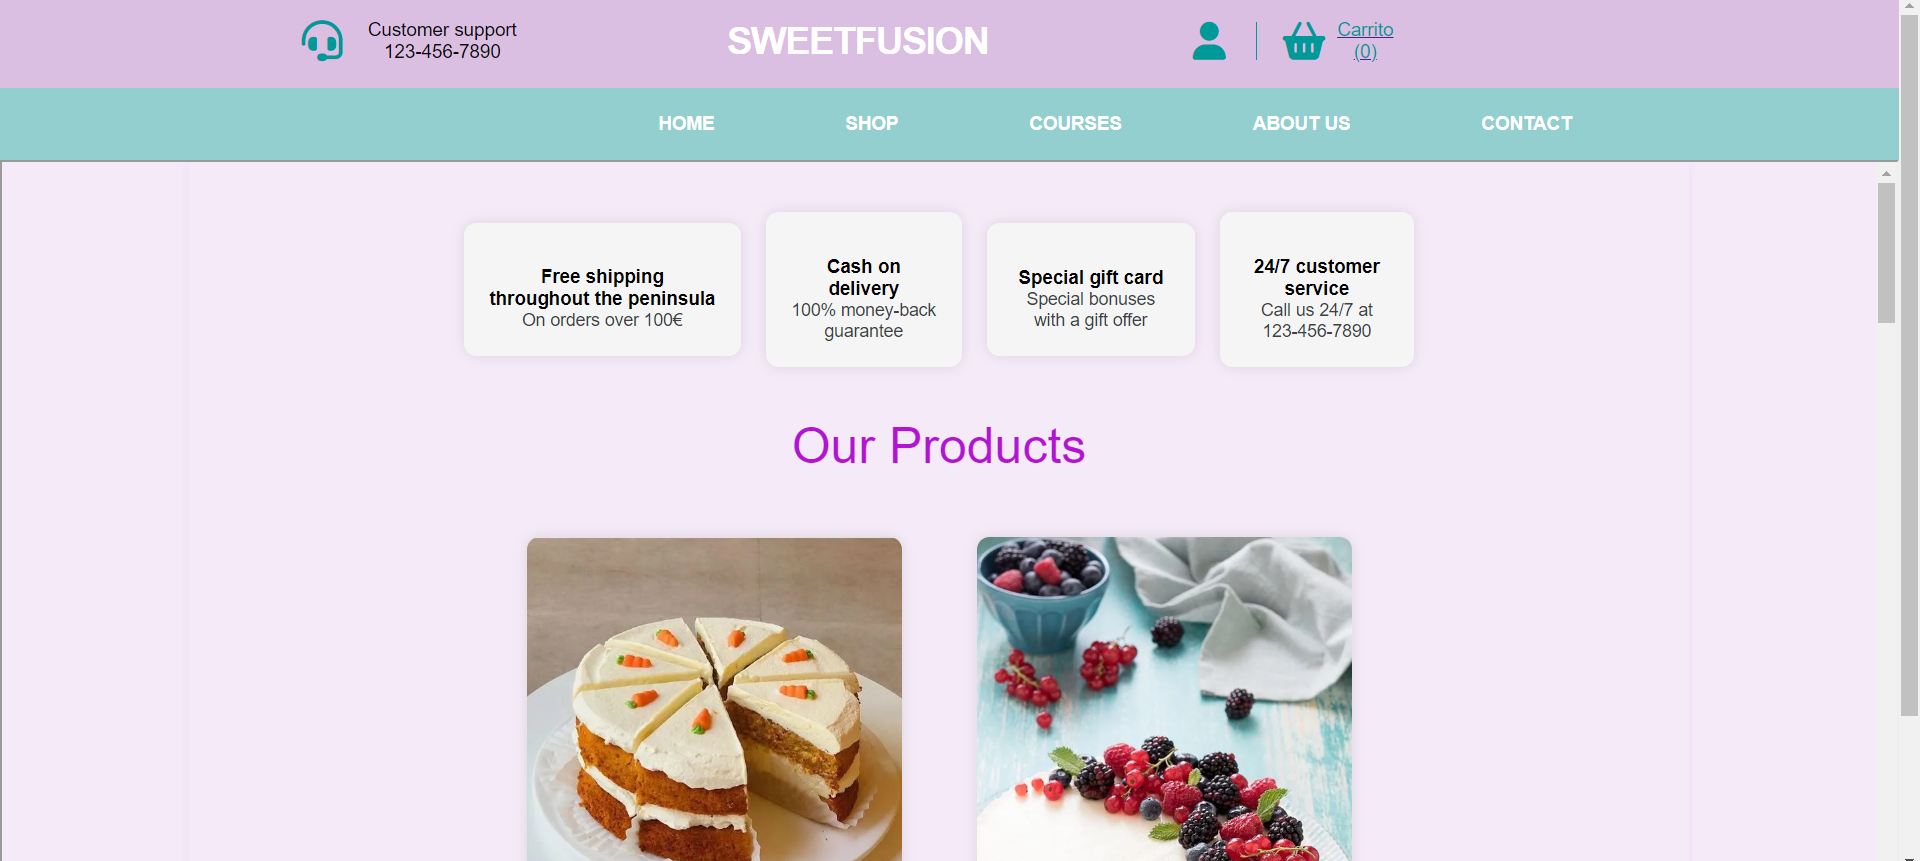 Customer support
123-456-7890
SWEETFUSION
Carrito
(0)
HOME
SHOP
COURSES
ABOUT US
CONTACT
Free shipping
throughout the peninsula
On orders over 100€
Cash on
delivery
100% money-back
guarantee
Special gift card
Special bonuses
with a gift offer
24/7 customer
service
Call us 24/7 at
123-456-7890
Our Products